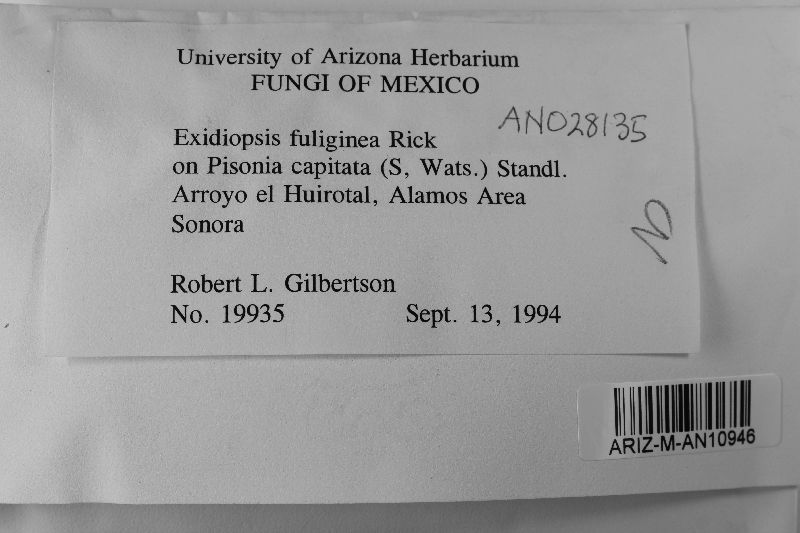 University of Arizona Herbarium
FUNGI OF MEXICO
AN028135
Exidiopsis fuliginea Rick
on Pisonia capitata (S, Wats.) Standl.
Arroyo el Huirotal, Alamos Area
Sonora
Robert L. Gilbertson
No. 19935 Sept. 13, 1994
ARIZ-M-AN10946